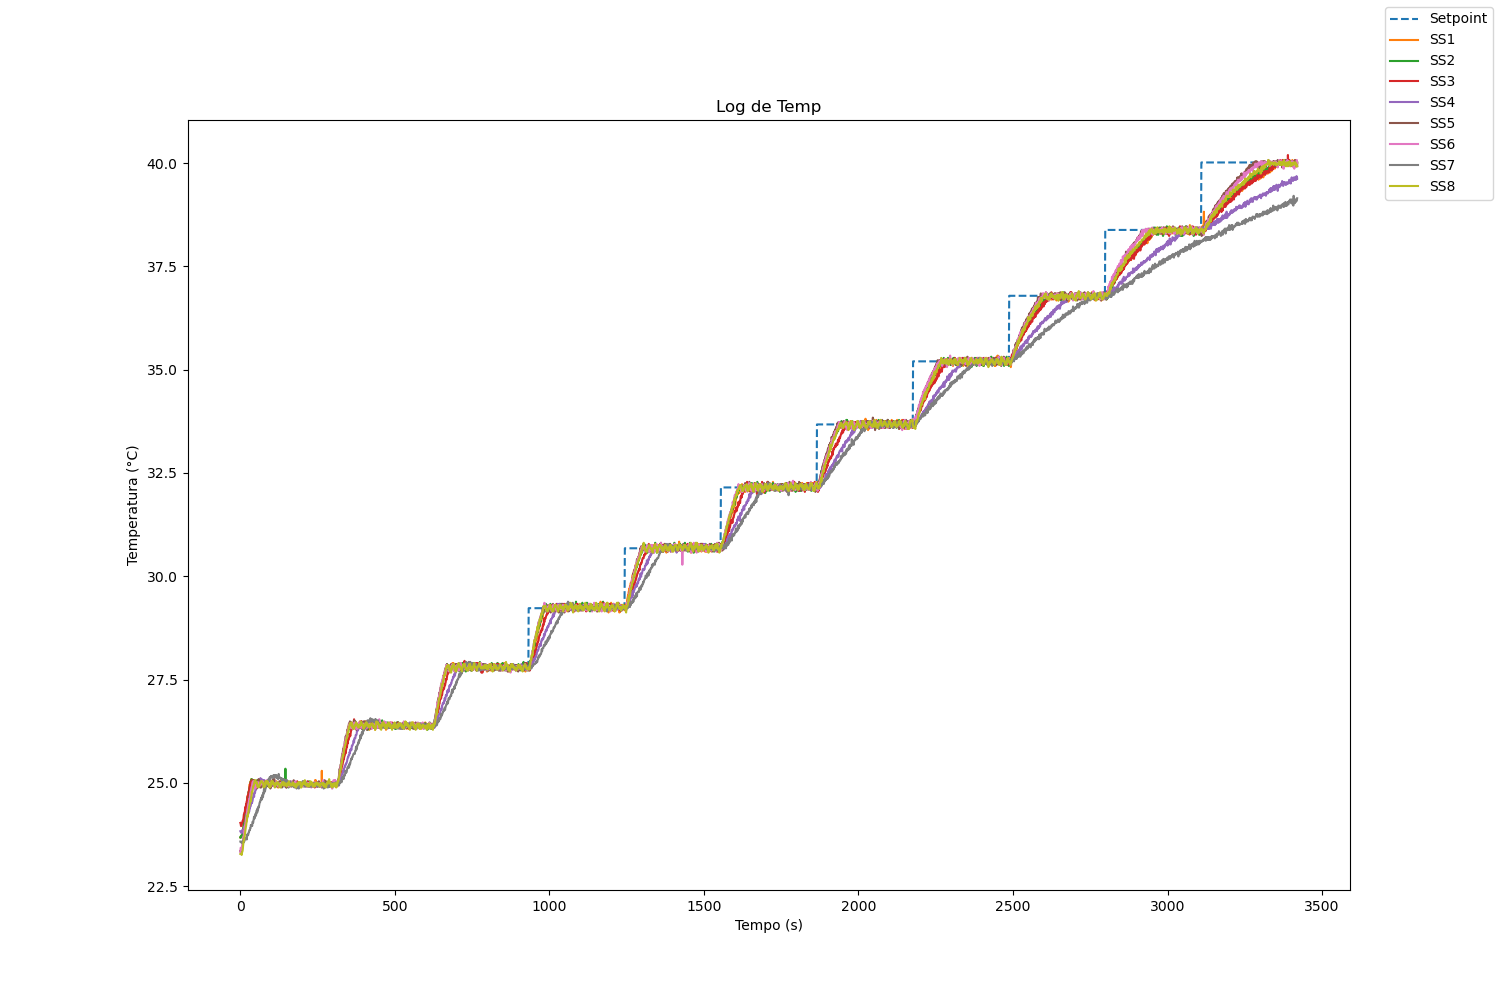 Setpoint
SS1
SS2
SS3
SS4
SS5
SS6
SS7
SS8
Log de Temp
40.0
37.5
35.0
32.5
30.0
27.5
25.0
22.5
Temperatura (°C)
0 500 1000 1500 2000 2500 3000 3500
Tempo (s)